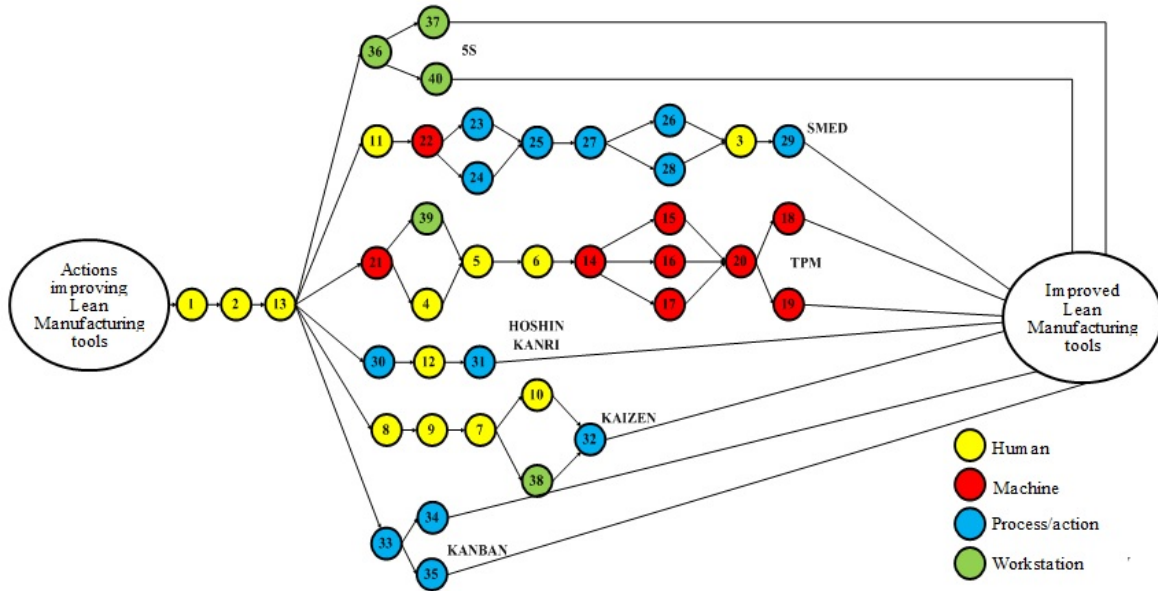 37
5S
36
40
23
26
SMED
11
22
25
27
3
29
24
28
39
15
18
Actions
improving
Lean
Manufacturing
tools
21
5
6
14
16
20
TPM
Improved
Lean
Manufacturing
tools
1
2
13
4
17
19
HOSHIN
KANRI
30
12
31
10
KAIZEN
8
9
7
32
38
Human
Machine
34
33
KANBAN
35
Process/action
Workstation